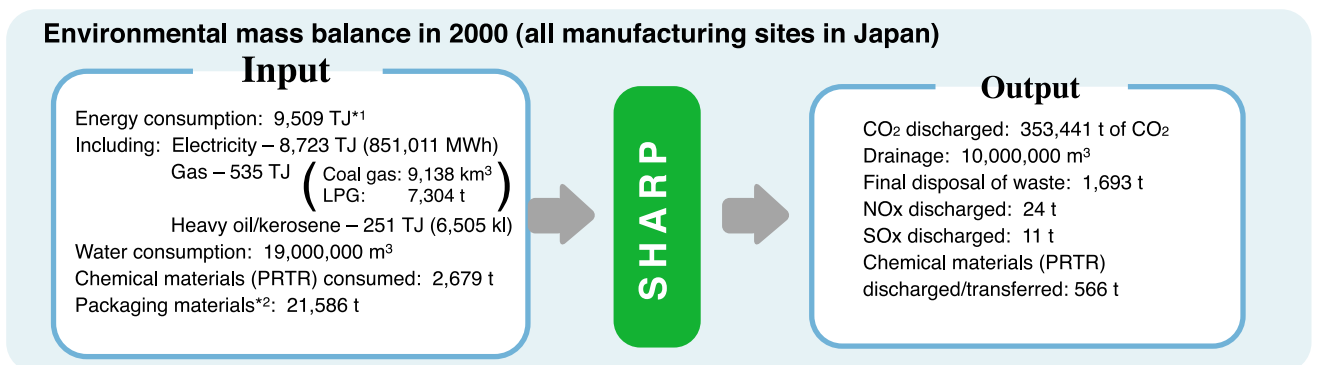 Environmental mass balance in 2000 (all manufacturing sites in Japan)
Input
Energy consumption: 9,509 TJ*1
Including: Electricity – 8,723 TJ (851,011 MWh)
Gas – 535 TJ ( Coal gas: 9,138 km³
LPG: 7,304 t )
Heavy oil/kerosene – 251 TJ (6,505 kl)
Water consumption: 19,000,000 m³
Chemical materials (PRTR) consumed: 2,679 t
Packaging materials*2: 21,586 t
SHARP
Output
CO₂ discharged: 353,441 t of CO₂
Drainage: 10,000,000 m³
Final disposal of waste: 1,693 t
NOx discharged: 24 t
SOx discharged: 11 t
Chemical materials (PRTR)
discharged/transferred: 566 t